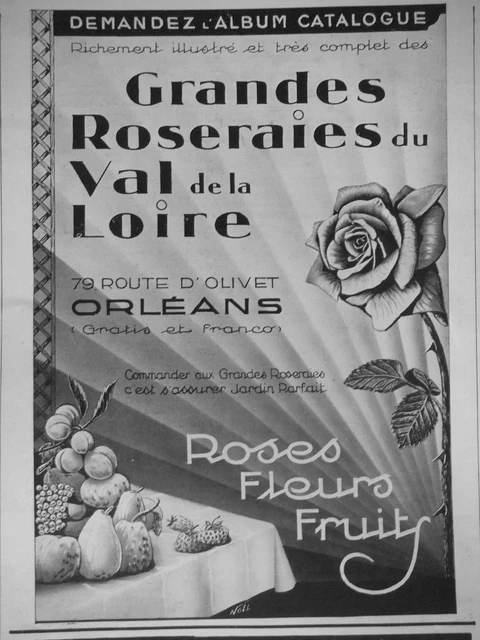 DEMANDEZ L'ALBUM CATALOGUE
Richement illustré et très complet des
Grandes
Roseraies du
Val de la
Loire
79, ROUTE D'OLIVET
ORLÉANS
(Gratis et Franco)
Commander aux Grandes Roseraies
c'est s'assurer Jardin Parfait
Roses
Fleurs
Fruits
NOËL